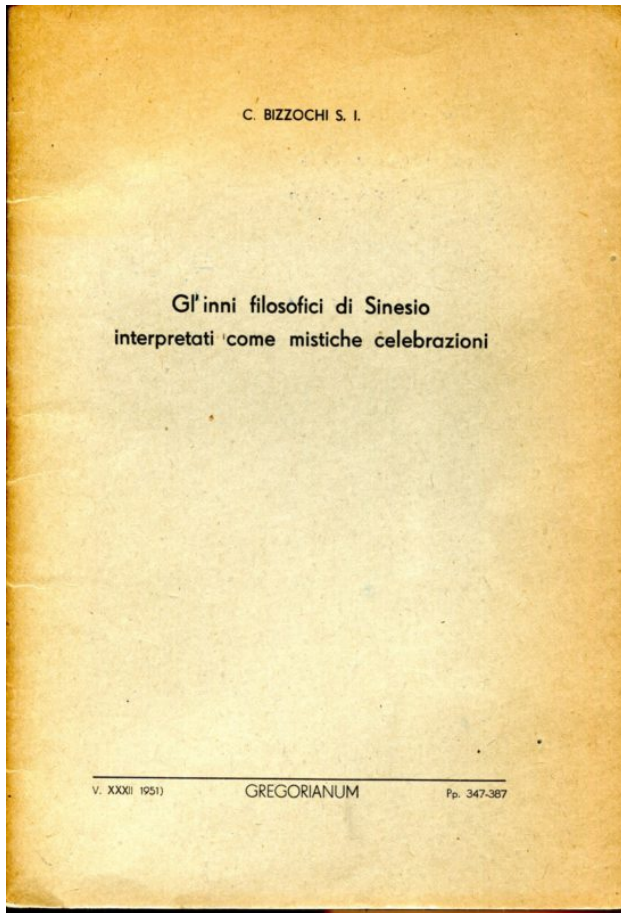 C. BIZZOCHI S. I.
Gl' inni filosofici di Sinesio
interpretati come mistiche celebrazioni
V. XXXII 1951) GREGORIANUM Pp. 347-387